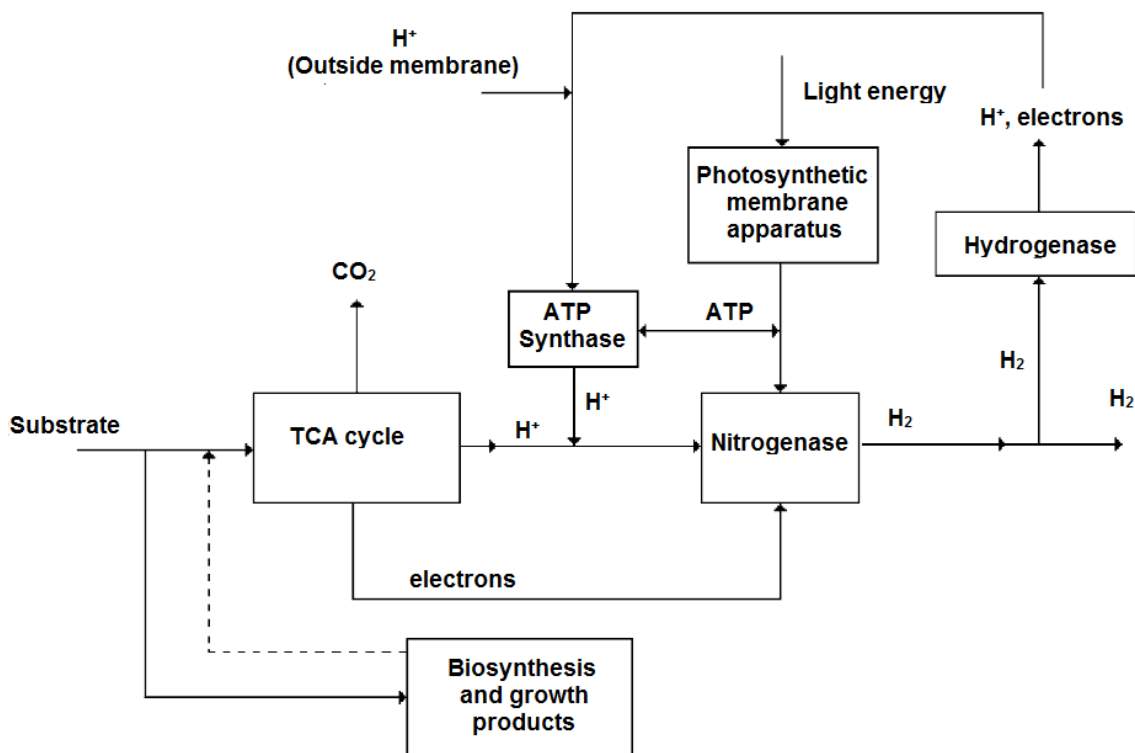 H⁺
(Outside membrane)
Light energy
H⁺, electrons
Photosynthetic
membrane
apparatus
Hydrogenase
CO₂
ATP
Synthase
ATP
H⁺
H₂
H₂
Substrate
TCA cycle
H⁺
Nitrogenase
H₂
electrons
Biosynthesis
and growth
products